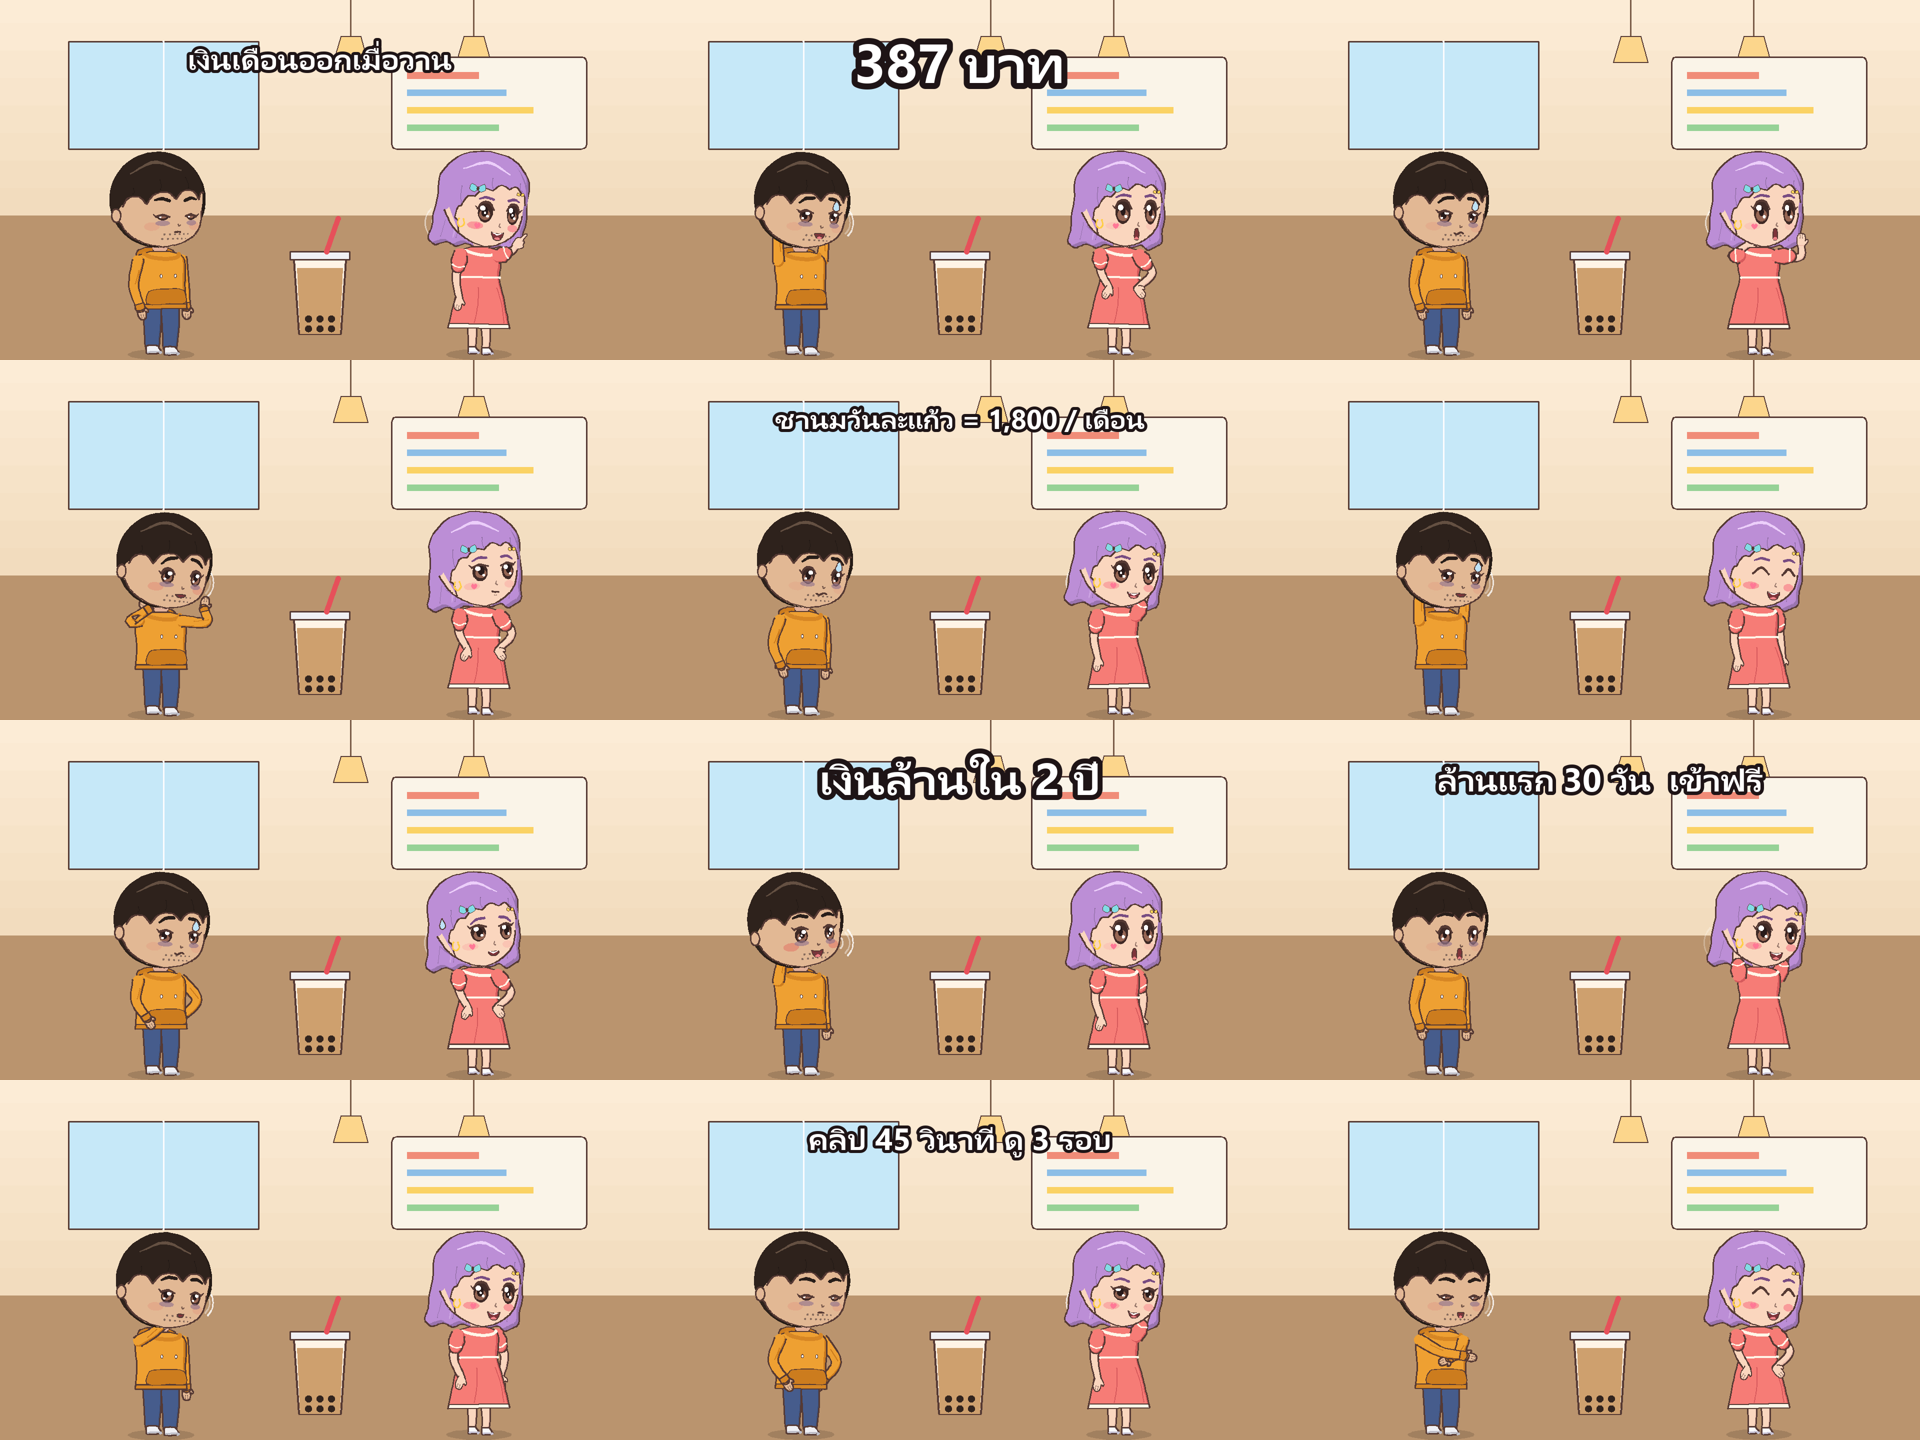 เงินเดือนออกเมื่อวาน
387 บาท
ชานมวันละแก้ว = 1,800 / เดือน
เงินล้านใน 2 ปี
ล้านแรก 30 วัน เข้าฟรี
คลิป 45 วินาที ดู 3 รอบ